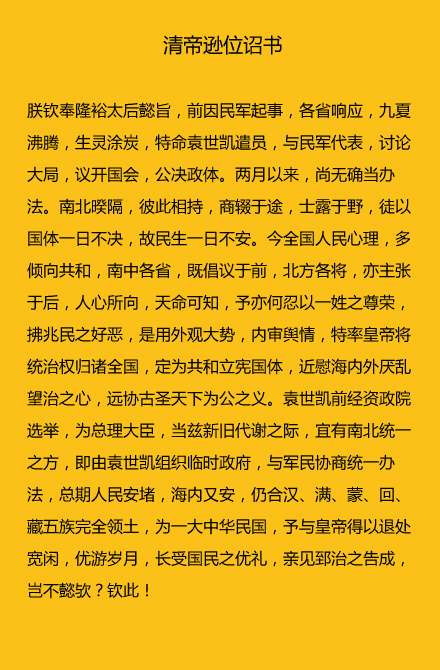 清帝逊位诏书
朕钦奉隆裕太后懿旨，前因民军起事，各省响应，九夏
沸腾，生灵涂炭，特命袁世凯遣员，与民军代表，讨论
大局，议开国会，公决政体。两月以来，尚无确当办
法。南北暌隔，彼此相持，商辍于途，士露于野，徒以
国体一日不决，故民生一日不安。今全国人民心理，多
倾向共和，南中各省，既倡议于前，北方各将，亦主张
于后，人心所向，天命可知，予亦何忍以一姓之尊荣，
拂兆民之好恶，是用外观大势，内审舆情，特率皇帝将
统治权归诸全国，定为共和立宪国体，近慰海内外厌乱
望治之心，远协古圣天下为公之义。袁世凯前经资政院
选举，为总理大臣，当兹新旧代谢之际，宜有南北统一
之方，即由袁世凯组织临时政府，与军民协商统一办
法，总期人民安堵，海内又安，仍合汉、满、蒙、回、
藏五族完全领土，为一大中华民国，予与皇帝得以退处
宽闲，优游岁月，长受国民之优礼，亲见郅治之告成，
岂不懿欤？钦此！